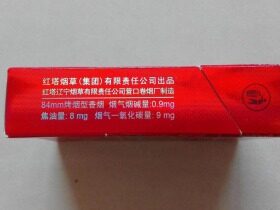 红塔烟草(集团)有限责任公司出品
红塔辽宁烟草有限责任公司营口卷烟厂制造
84mm烤烟型香烟 烟气烟碱量:0.9mg
焦油量: 8 mg 烟气一氧化碳量: 9 mg